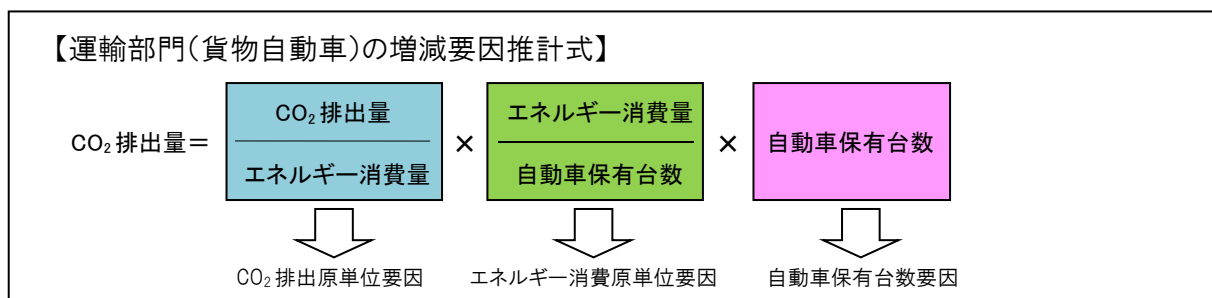 【運輸部門(貨物自動車)の増減要因推計式】
CO₂排出量 エネルギー消費量
CO₂排出量＝ × × 自動車保有台数
エネルギー消費量 自動車保有台数
CO₂排出原単位要因 エネルギー消費原単位要因 自動車保有台数要因